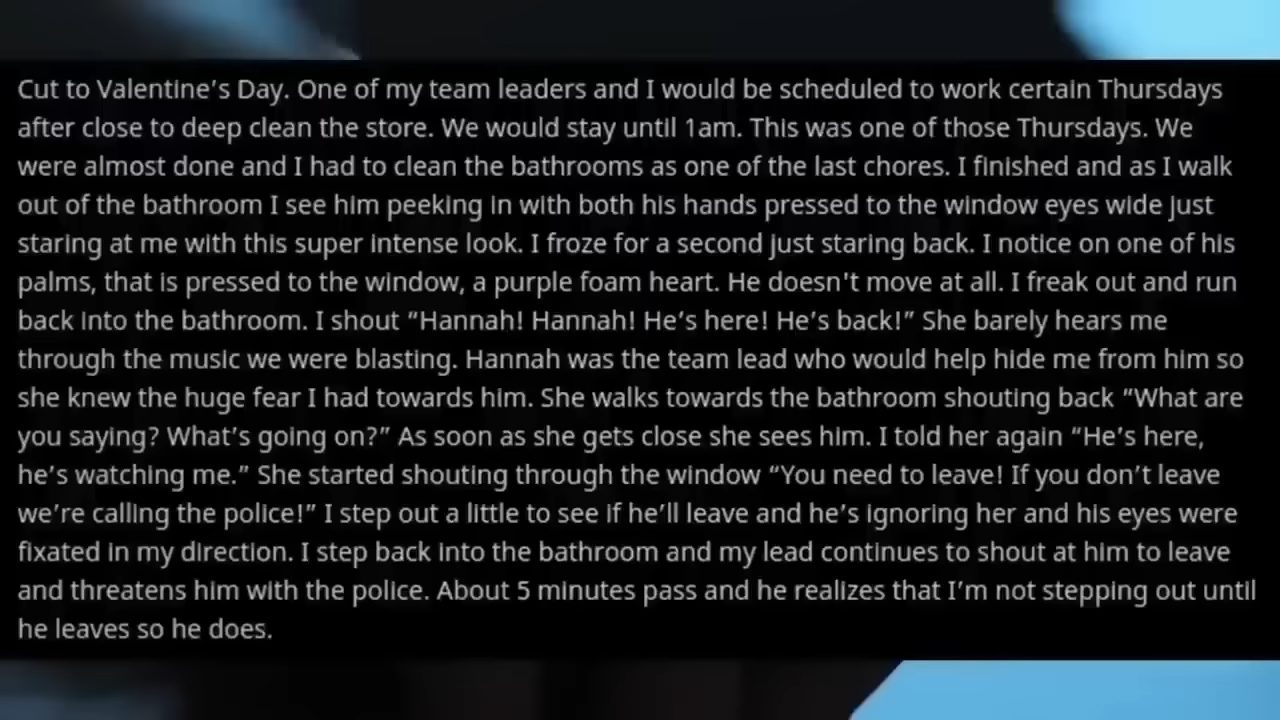 Cut to Valentine’s Day. One of my team leaders and I would be scheduled to work certain Thursdays
after close to deep clean the store. We would stay until 1am. This was one of those Thursdays. We
were almost done and I had to clean the bathrooms as one of the last chores. I finished and as I walk
out of the bathroom I see him peeking in with both his hands pressed to the window eyes wide just
staring at me with this super intense look. I froze for a second just staring back. I notice on one of his
palms, that is pressed to the window, a purple foam heart. He doesn't move at all. I freak out and run
back into the bathroom. I shout “Hannah! Hannah! He’s here! He’s back!” She barely hears me
through the music we were blasting. Hannah was the team lead who would help hide me from him so
she knew the huge fear I had towards him. She walks towards the bathroom shouting back “What are
you saying? What’s going on?” As soon as she gets close she sees him. I told her again “He’s here,
he’s watching me.” She started shouting through the window “You need to leave! If you don’t leave
we’re calling the police!” I step out a little to see if he’ll leave and he’s ignoring her and his eyes were
fixated in my direction. I step back into the bathroom and my lead continues to shout at him to leave
and threatens him with the police. About 5 minutes pass and he realizes that I’m not stepping out until
he leaves so he does.